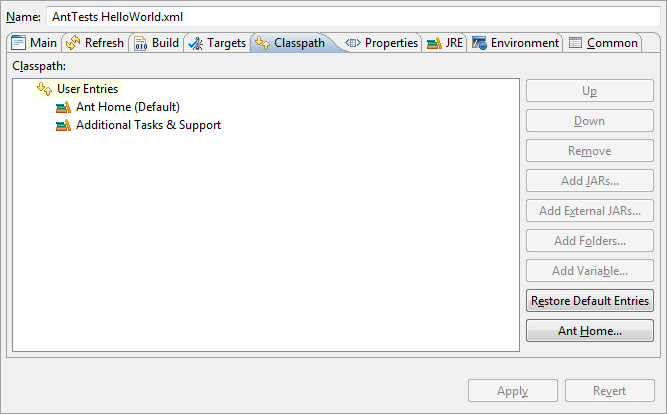 Name: AntTests HelloWorld.xml
Main Refresh Build Targets Classpath Properties JRE Environment Common
Classpath:
User Entries
Ant Home (Default)
Additional Tasks & Support
Up
Down
Remove
Add JARs...
Add External JARs...
Add Folders...
Add Variable...
Restore Default Entries
Ant Home...
Apply Revert